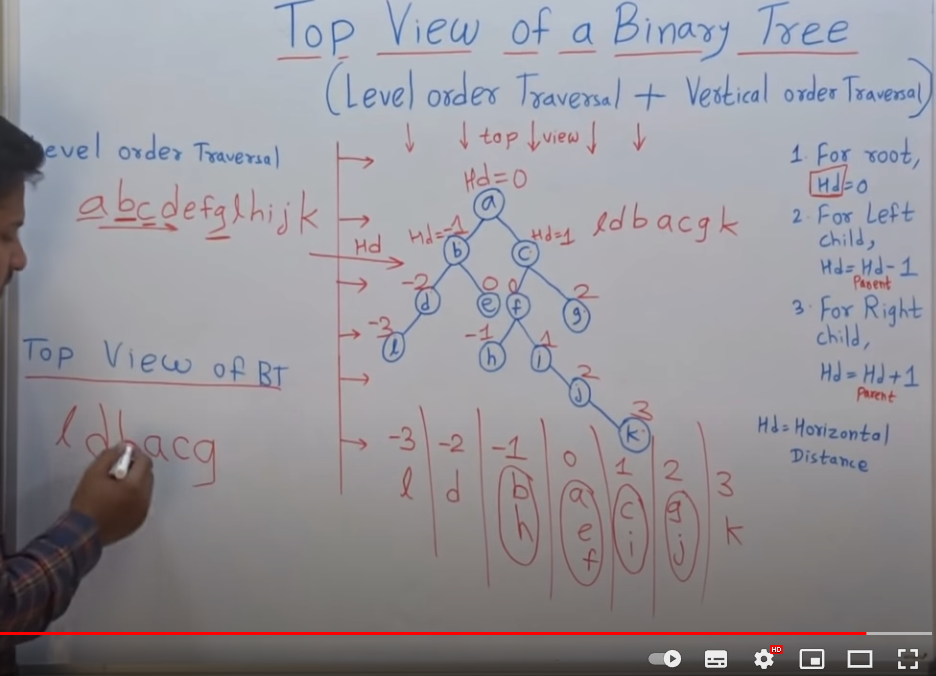 Top View of a Binary Tree
(Level order Traversal + Vertical order Traversal)
↓ ↓ top ↓ view ↓ ↓
evel order Traversal
abcdefglhijk
Hd
Hd=0
a
Hd=-1
b
Hd=1
c
ldbacgk
-2
d
0
e
0
f
2
g
-3
l
-1
h
1
i
2
j
3
k
1. For root,
Hd=0
2. For Left
child,
Hd=Hd-1
Parent
3. For Right
child,
Hd=Hd+1
Parent
Hd=Horizontal
Distance
Top View of BT
ldbacg
-3 -2 -1 0 1 2 3
l d b a c g k
h e i j
f
HD